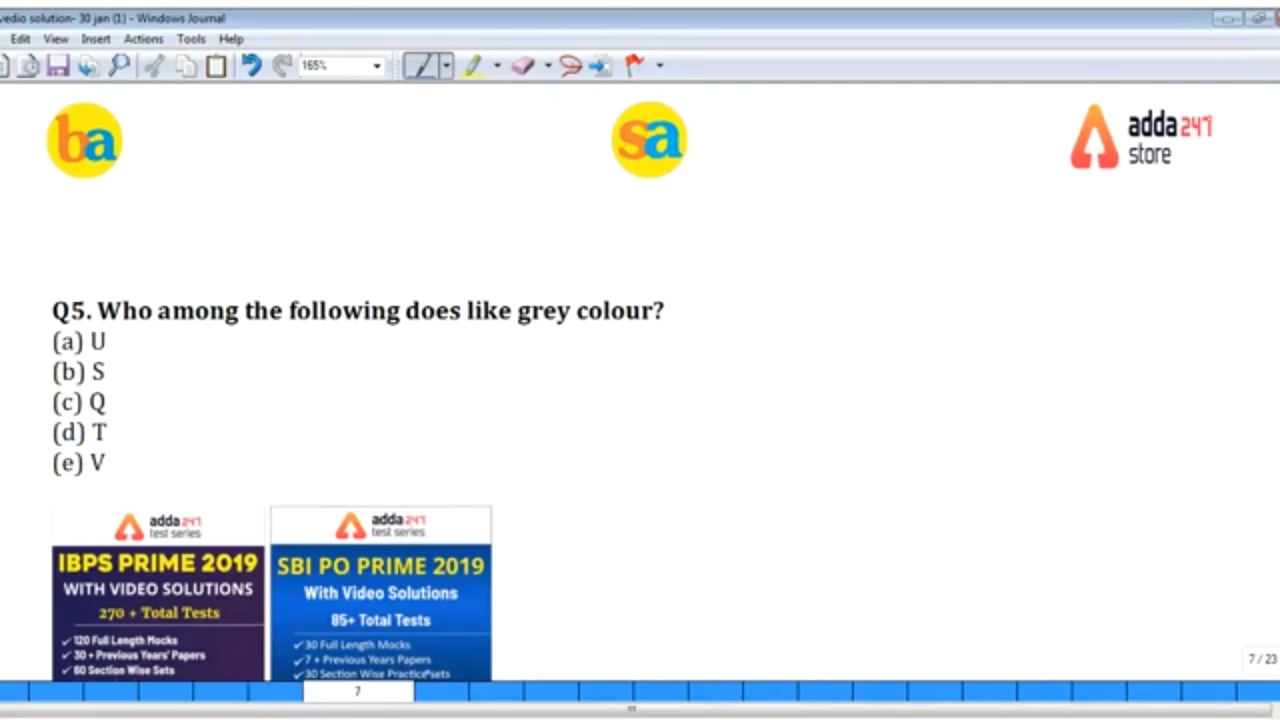 vedio solution- 30 jan (1) - Windows Journal
Edit View Insert Actions Tools Help
165%
ba
sa
adda 247
store
Q5. Who among the following does like grey colour?
(a) U
(b) S
(c) Q
(d) T
(e) V
adda 247
test series
IBPS PRIME 2019
WITH VIDEO SOLUTIONS
270 + Total Tests
120 Full Length Mocks
30 + Previous Years' Papers
60 Section Wise Sets
adda 247
test series
SBI PO PRIME 2019
With Video Solutions
85+ Total Tests
30 Full Length Mocks
7 + Previous Years Papers
30 Section Wise Practice sets
7 / 23
7